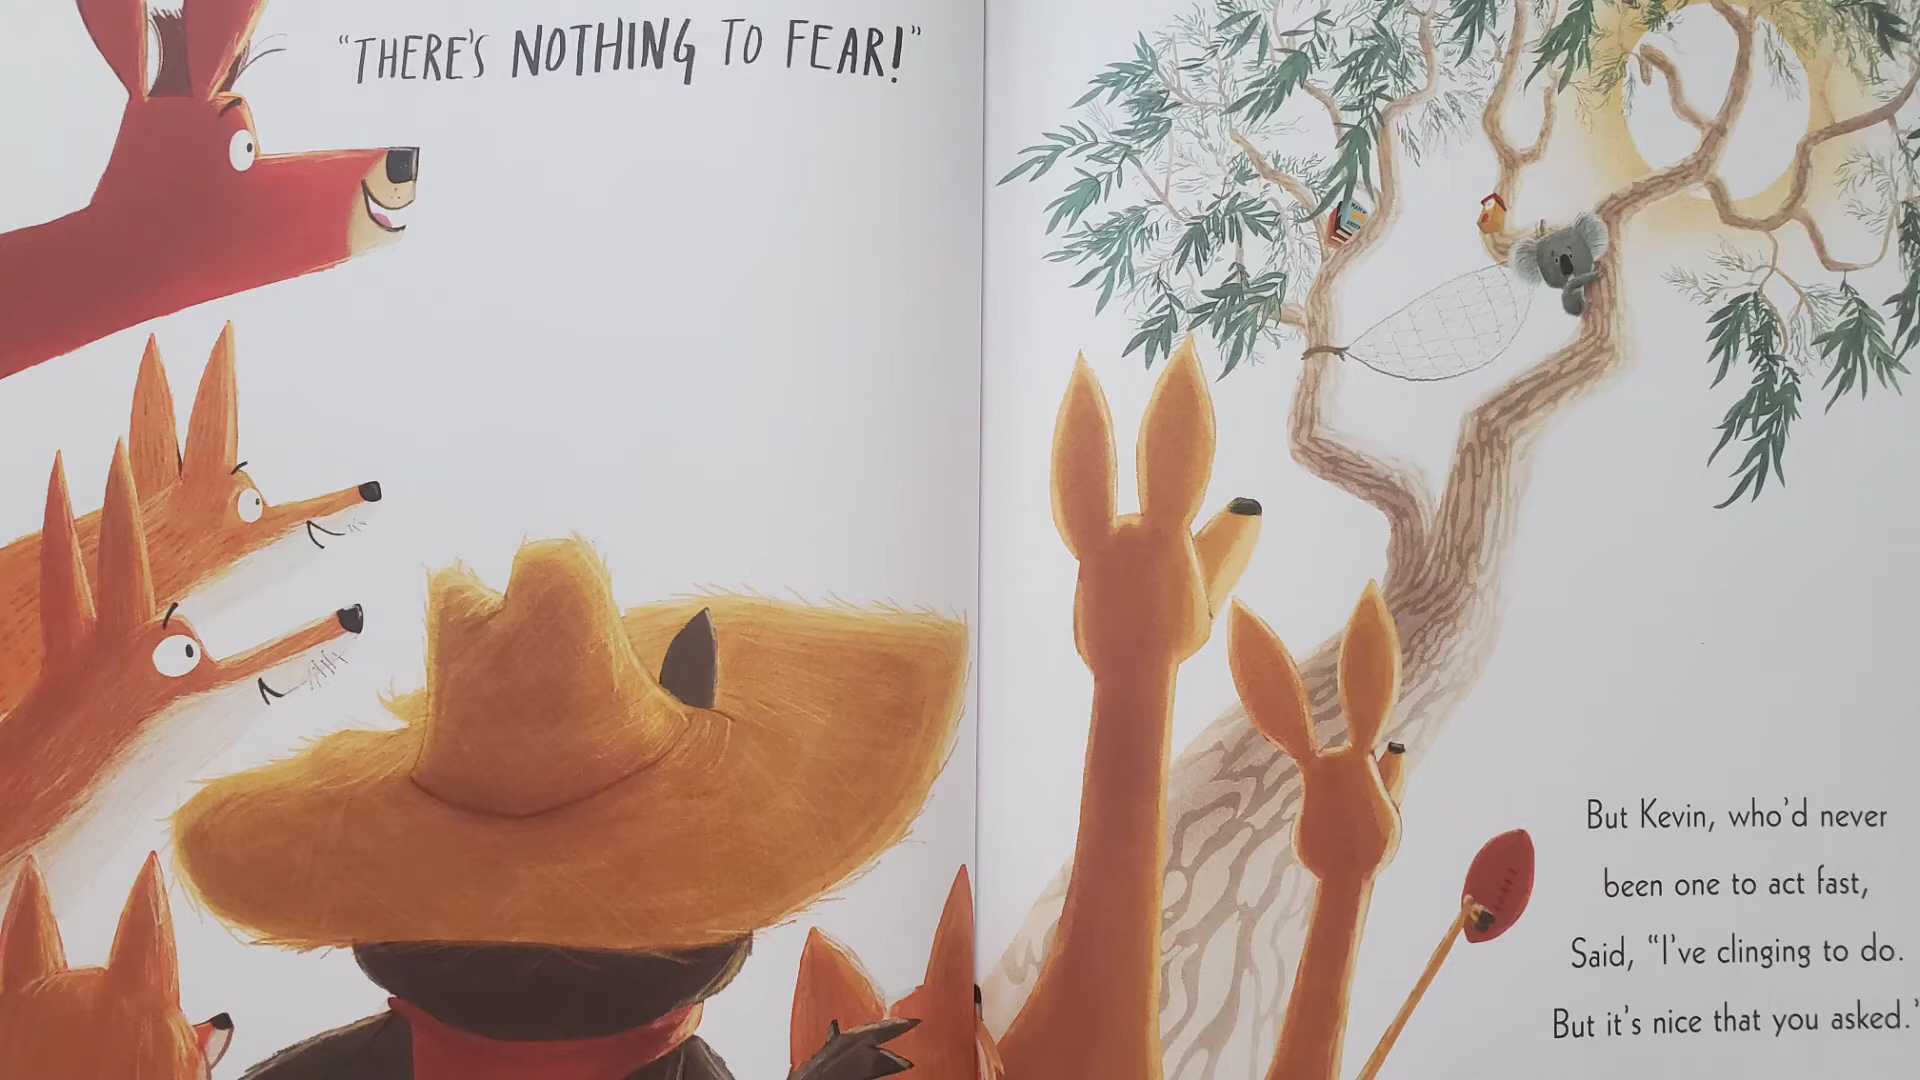 “THERE’S NOTHING TO FEAR!”
But Kevin, who’d never
been one to act fast,
Said, “I’ve clinging to do.
But it’s nice that you asked.”